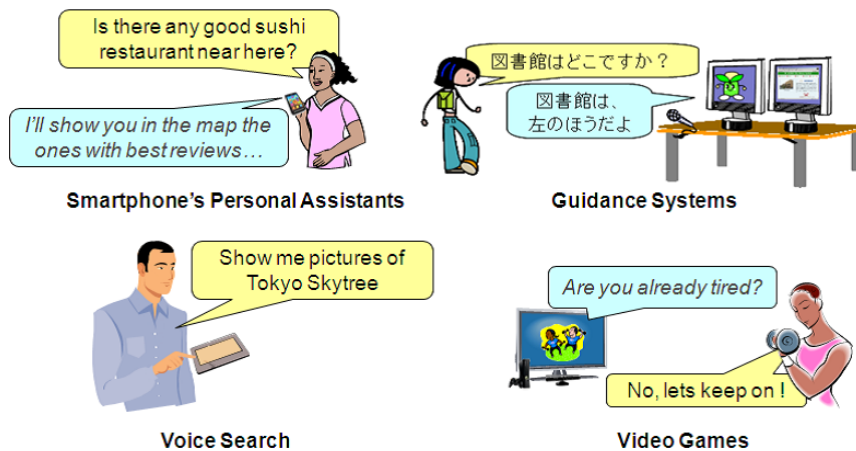 Is there any good sushi
restaurant near here?
I'll show you in the map the
ones with best reviews…
Smartphone's Personal Assistants
図書館はどこですか？
図書館は、
左のほうだよ
Guidance Systems
Show me pictures of
Tokyo Skytree
Voice Search
Are you already tired?
No, lets keep on !
Video Games